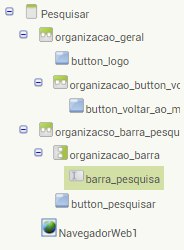 Pesquisar
organizacao_geral
button_logo
organizacao_button_vo
button_voltar_ao_m
organizacso_barra_pesqu
organizacao_barra
barra_pesquisa
button_pesquisar
NavegadorWeb1